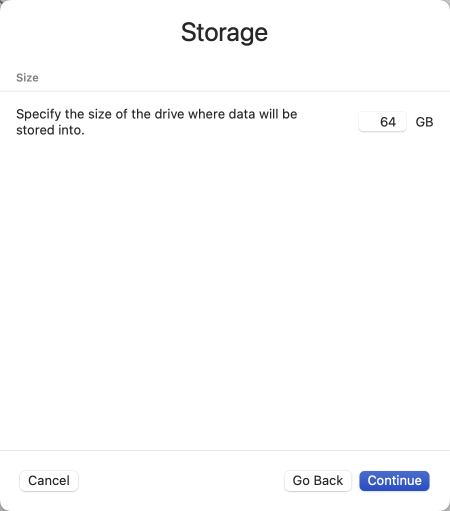 Storage
Size
Specify the size of the drive where data will be
stored into.
64 GB
Cancel
Go Back
Continue